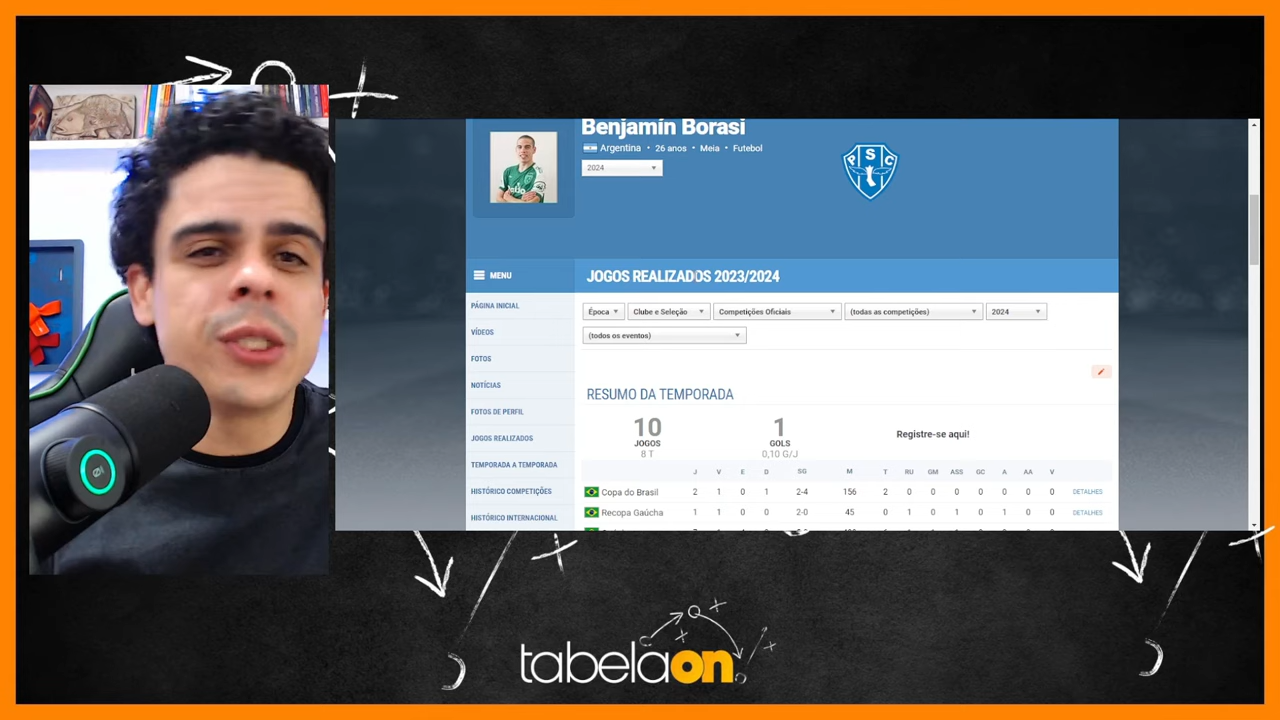 Benjamín Borasi
Argentina • 26 anos • Meia • Futebol
2024
PSC
MENU
JOGOS REALIZADOS 2023/2024
PÁGINA INICIAL
VÍDEOS
FOTOS
NOTÍCIAS
FOTOS DE PERFIL
JOGOS REALIZADOS
TEMPORADA A TEMPORADA
HISTÓRICO COMPETIÇÕES
HISTÓRICO INTERNACIONAL
Época Clube e Seleção Competições Oficiais (todas as competições) 2024
(todos os eventos)
RESUMO DA TEMPORADA
10
JOGOS
8 T
1
GOLS
0,10 G/J
Registre-se aqui!
J V E D SG M T RU GM ASS GC A AA V
Copa do Brasil 2 1 0 1 2-4 156 2 0 0 0 0 0 0 0 DETALHES
Recopa Gaúcha 1 1 0 0 2-0 45 0 1 0 1 0 1 0 0 DETALHES
tabelaon